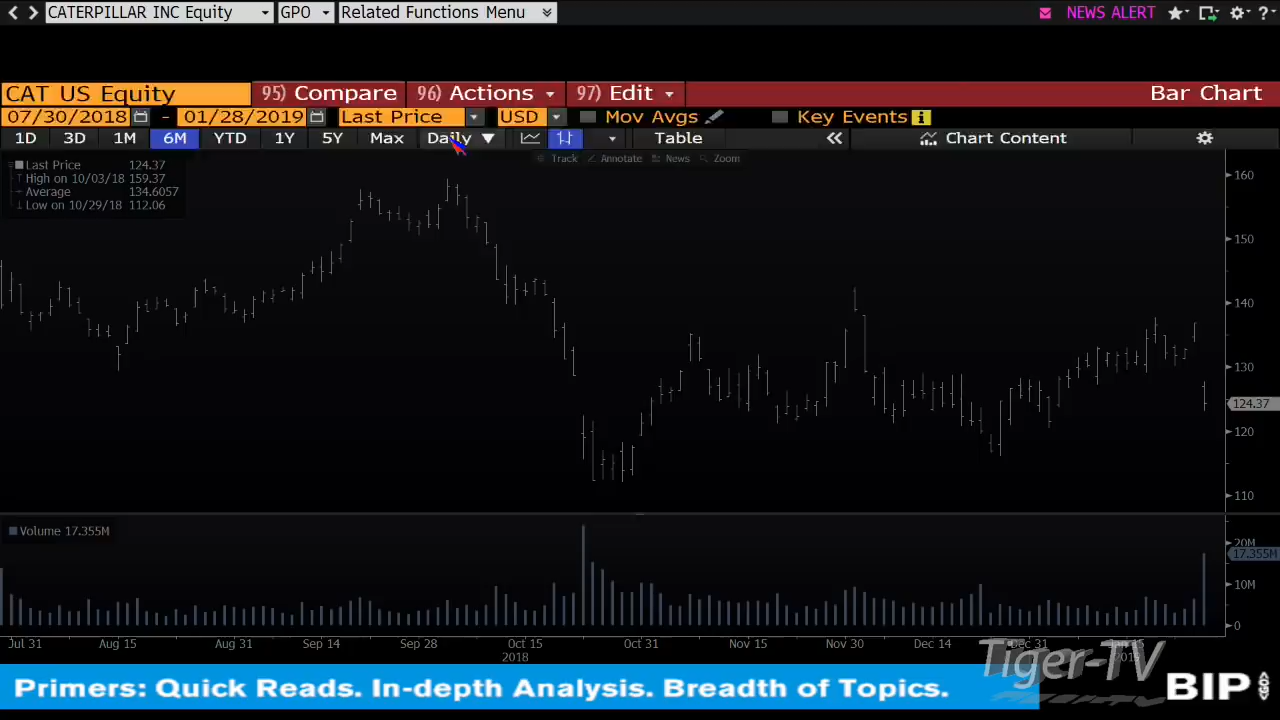 CATERPILLAR INC Equity GPO Related Functions Menu NEWS ALERT ?
CAT US Equity 95) Compare 96) Actions 97) Edit Bar Chart
07/30/2018 - 01/28/2019 Last Price USD Mov Avgs Key Events i
1D 3D 1M 6M YTD 1Y 5Y Max Daily Table Chart Content
Track Annotate News Zoom
Last Price 124.37
High on 10/03/18 159.37
Average 134.6057
Low on 10/29/18 112.06
160
150
140
130
124.37
120
110
Volume 17.355M
20M
17.355M
10M
0
Jul 31 Aug 15 Aug 31 Sep 14 Sep 28 Oct 15 Oct 31 Nov 15 Nov 30 Dec 14 Dec 31 Jan 15
2018 2019
Tiger-TV
Primers: Quick Reads. In-depth Analysis. Breadth of Topics.
BIP